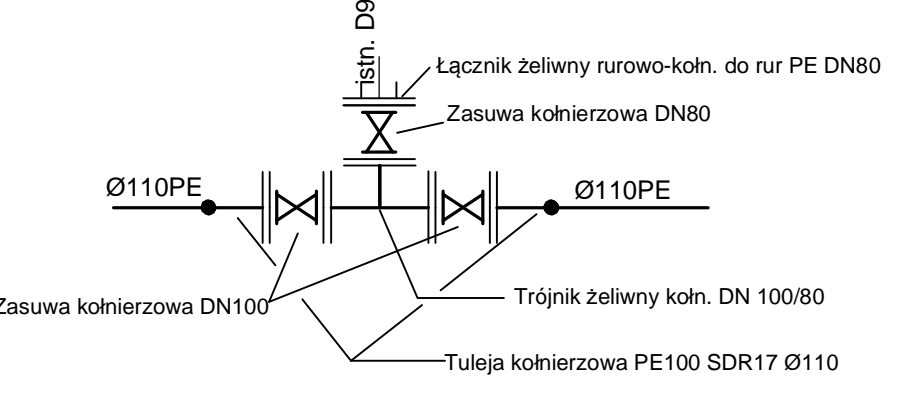 istn. D9
Łącznik żeliwny rurowo-kołn. do rur PE DN80
Zasuwa kołnierzowa DN80
Ø110PE
Ø110PE
Zasuwa kołnierzowa DN100
Trójnik żeliwny kołn. DN 100/80
Tuleja kołnierzowa PE100 SDR17 Ø110